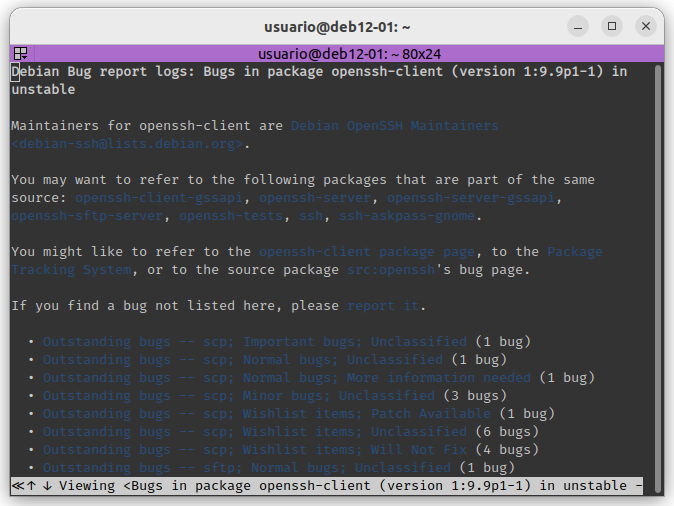 usuario@deb12-01: ~
usuario@deb12-01: ~ 80x24
Debian Bug report logs: Bugs in package openssh-client (version 1:9.9p1-1) in
unstable
Maintainers for openssh-client are Debian OpenSSH Maintainers
<debian-ssh@lists.debian.org>.
You may want to refer to the following packages that are part of the same
source: openssh-client-gssapi, openssh-server, openssh-server-gssapi,
openssh-sftp-server, openssh-tests, ssh, ssh-askpass-gnome.
You might like to refer to the openssh-client package page, to the Package
Tracking System, or to the source package src:openssh's bug page.
If you find a bug not listed here, please report it.
• Outstanding bugs -- scp; Important bugs; Unclassified (1 bug)
• Outstanding bugs -- scp; Normal bugs; Unclassified (1 bug)
• Outstanding bugs -- scp; Normal bugs; More information needed (1 bug)
• Outstanding bugs -- scp; Minor bugs; Unclassified (3 bugs)
• Outstanding bugs -- scp; Wishlist items; Patch Available (1 bug)
• Outstanding bugs -- scp; Wishlist items; Unclassified (6 bugs)
• Outstanding bugs -- scp; Wishlist items; Will Not Fix (4 bugs)
• Outstanding bugs -- sftp; Normal bugs; Unclassified (1 bug)
≪↑ ↓ Viewing <Bugs in package openssh-client (version 1:9.9p1-1) in unstable -